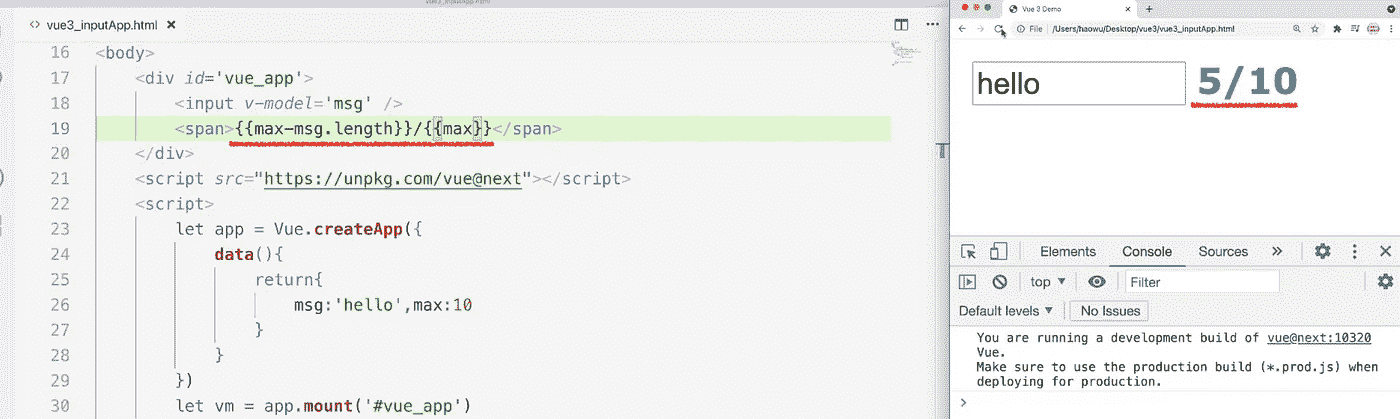 vue3_inputApp.html
<> vue3_inputApp.html ×
16 <body>
17 <div id='vue_app'>
18 <input v-model='msg' />
19 <span>{{max-msg.length}}/{{max}}</span>
20 </div>
21 <script src="https://unpkg.com/vue@next"></script>
22 <script>
23 let app = Vue.createApp({
24 data(){
25 return{
26 msg:'hello',max:10
27 }
28 }
29 })
30 let vm = app.mount('#vue_app')
Vue 3 Demo
File /Users/haowu/Desktop/vue3/vue3_inputApp.html
hello 5/10
Elements Console Sources
top Filter
Default levels No Issues
You are running a development build of vue@next:10320
Vue.
Make sure to use the production build (*.prod.js) when
deploying for production.